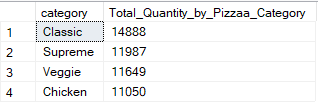 category Total_Quantity_by_Pizzaa_Category
1 Classic 14888
2 Supreme 11987
3 Veggie 11649
4 Chicken 11050